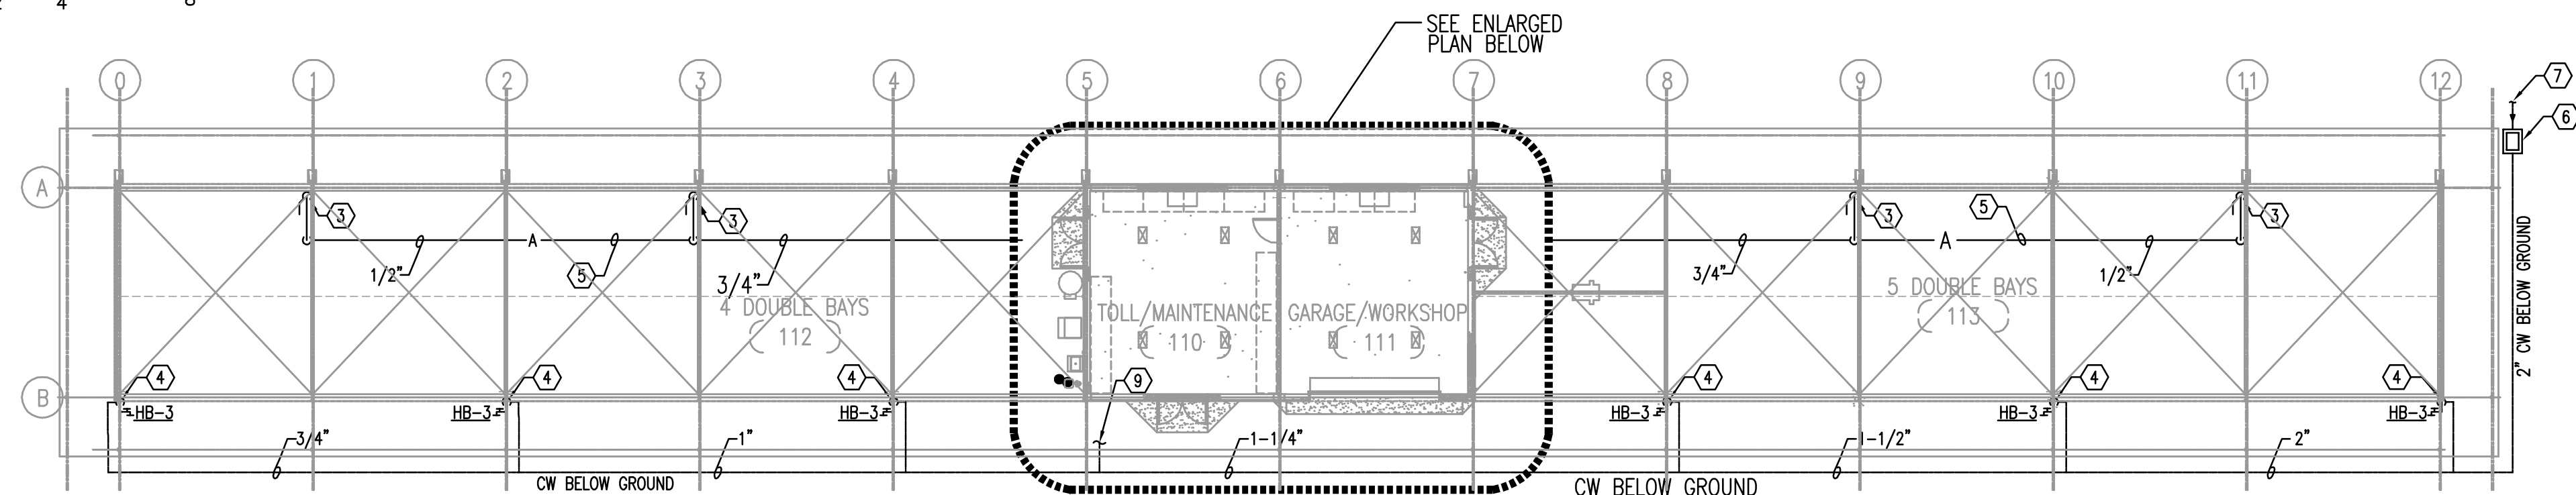 4
SEE ENLARGED
PLAN BELOW
0 1 2 3 4 5 6 7 8 9 10 11 12
7
6
A
3 3 3 5 3
A A
1/2" 5 3/4" 3/4" 1/2"
4 DOUBLE BAYS
112
TOLL/MAINTENANCE
110
GARAGE/WORKSHOP
111
5 DOUBLE BAYS
113
2" CW BELOW GROUND
4 4 4 9 4 4 4
B
HB-3 HB-3 HB-3 HB-3 HB-3 HB-3
3/4" 1" 1-1/4" 1-1/2" 2"
CW BELOW GROUND
CW BELOW GROUND